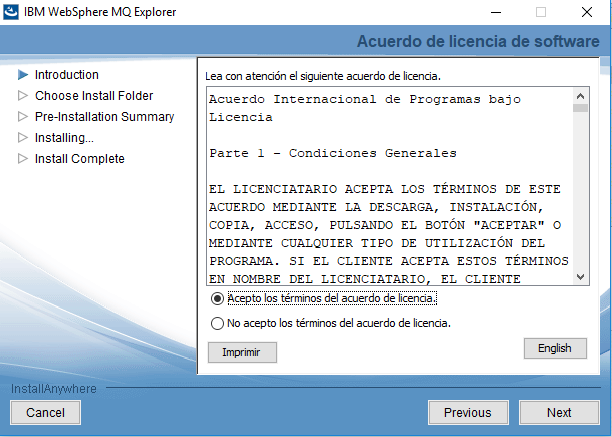 IBM WebSphere MQ Explorer
Acuerdo de licencia de software
Introduction
Choose Install Folder
Pre-Installation Summary
Installing...
Install Complete
Lea con atención el siguiente acuerdo de licencia.
Acuerdo Internacional de Programas bajo
Licencia
Parte 1 - Condiciones Generales
EL LICENCIATARIO ACEPTA LOS TÉRMINOS DE ESTE
ACUERDO MEDIANTE LA DESCARGA, INSTALACIÓN,
COPIA, ACCESO, PULSANDO EL BOTÓN "ACEPTAR" O
MEDIANTE CUALQUIER TIPO DE UTILIZACIÓN DEL
PROGRAMA. SI EL CLIENTE ACEPTA ESTOS TÉRMINOS
EN NOMBRE DEL LICENCIATARIO, EL CLIENTE
Acepto los términos del acuerdo de licencia.
No acepto los términos del acuerdo de licencia.
Imprimir
English
InstallAnywhere
Cancel
Previous
Next